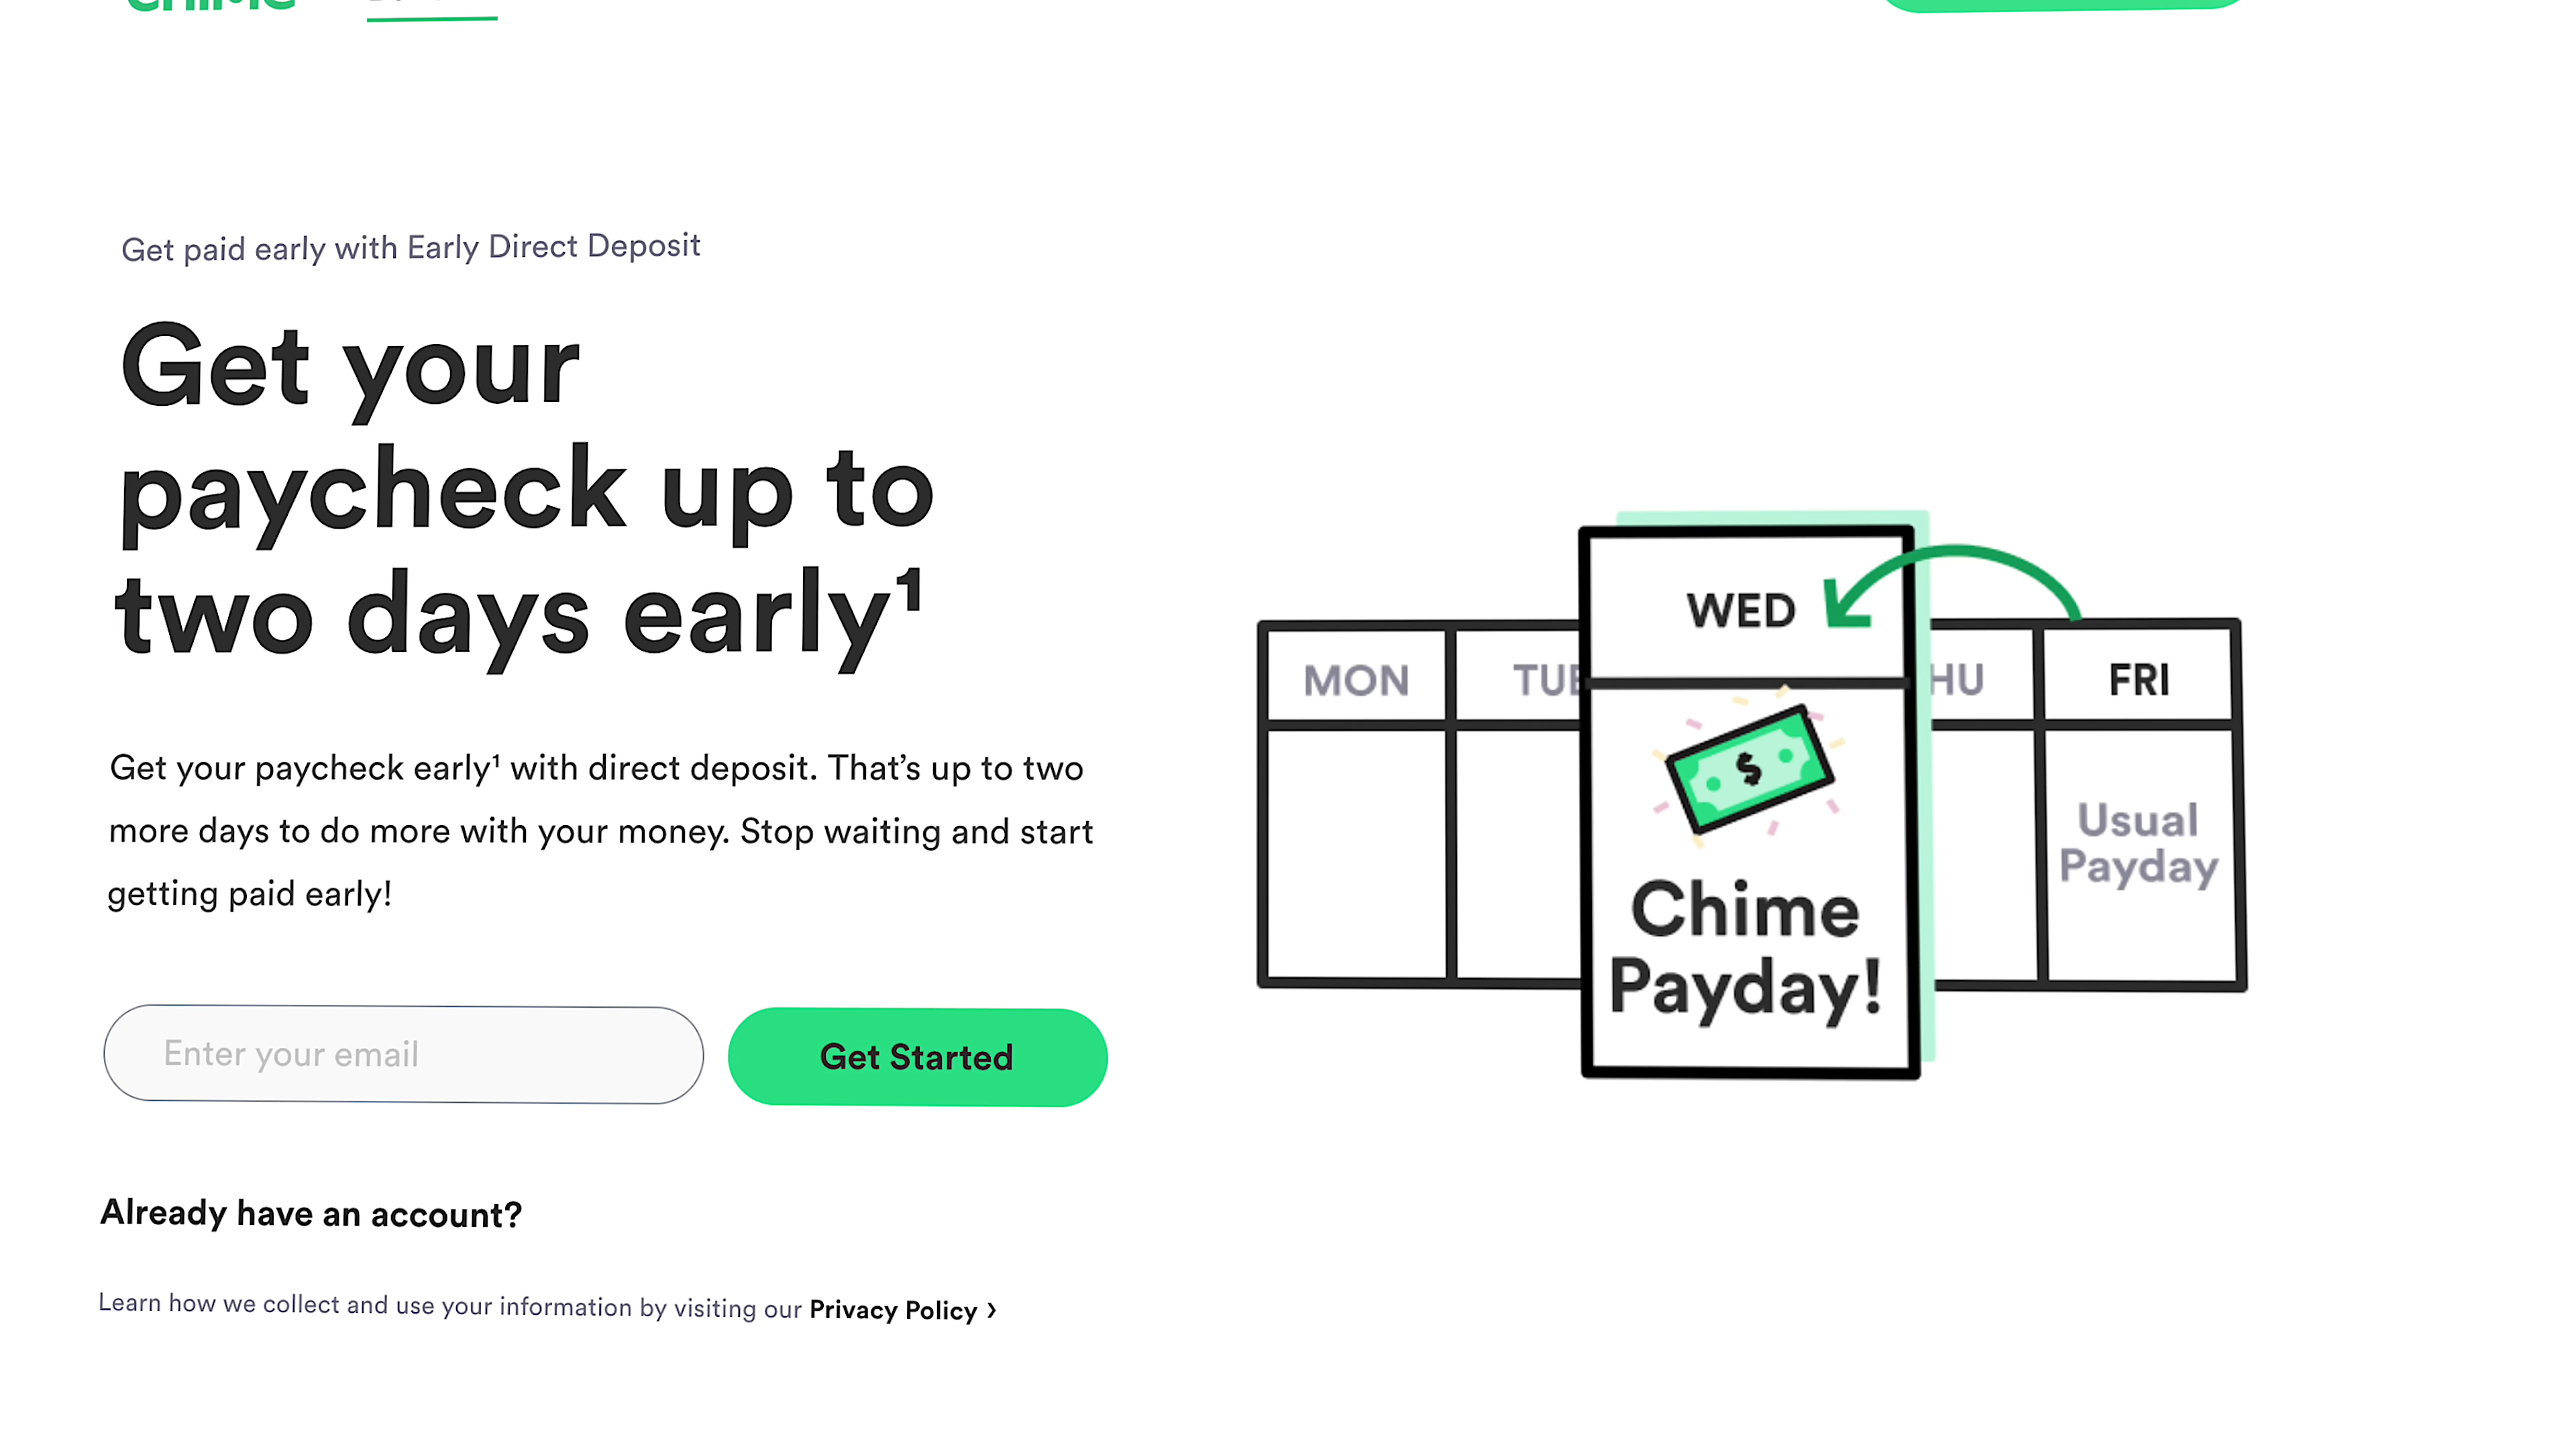 Get paid early with Early Direct Deposit
Get your
paycheck up to
two days early¹
Get your paycheck early¹ with direct deposit. That’s up to two
more days to do more with your money. Stop waiting and start
getting paid early!
Enter your email
Get Started
Already have an account?
Learn how we collect and use your information by visiting our Privacy Policy ›
WED
MON
FRI
Usual
Payday
$
Chime
Payday!